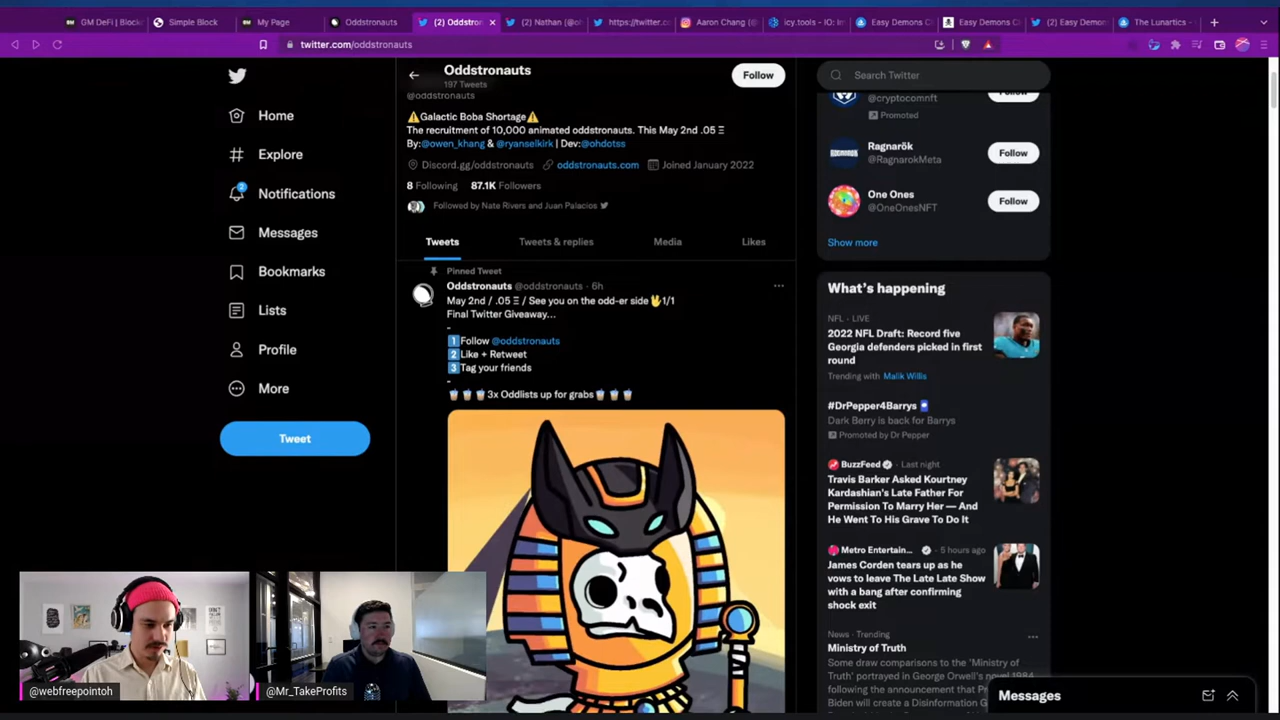 GM DeFi | Block
Simple Block
My Page
Oddstronauts
(2) Oddstron
(2) Nathan (@oh
https://twitter.c
Aaron Chang (@
icy.tools - IO: In
Easy Demons C
Easy Demons C
(2) Easy Demon
The Lunartics -
twitter.com/oddstronauts
Home
Explore
Notifications
2
Messages
Bookmarks
Lists
Profile
More
Tweet
Oddstronauts
197 Tweets
Follow
@oddstronauts
⚠️Galactic Boba Shortage⚠️
The recruitment of 10,000 animated oddstronauts. This May 2nd .05 Ξ
By:@owen_khang & @ryanselkirk | Dev:@ohdotss
Discord.gg/oddstronauts oddstronauts.com Joined January 2022
8 Following 87.1K Followers
Followed by Nate Rivers and Juan Palacios
Tweets Tweets & replies Media Likes
Pinned Tweet
Oddstronauts @oddstronauts · 6h
May 2nd / .05 Ξ / See you on the odd-er side 🖖1/1
Final Twitter Giveaway...
-
1️⃣Follow @oddstronauts
2️⃣Like + Retweet
3️⃣Tag your friends
-
🧋🧋🧋3x Oddlists up for grabs🧋🧋🧋
Search Twitter
@cryptocomnft
Promoted
Follow
Ragnarök
@RagnarokMeta
Follow
One Ones
@OneOnesNFT
Follow
Show more
What's happening
NFL · LIVE
2022 NFL Draft: Record five
Georgia defenders picked in first
round
Trending with Malik Willis
#DrPepper4Barrys
Dark Berry is back for Barrys
Promoted by Dr Pepper
BuzzFeed · Last night
Travis Barker Asked Kourtney
Kardashian's Late Father For
Permission To Marry Her — And
He Went To His Grave To Do It
Metro Entertain... · 5 hours ago
James Corden tears up as he
vows to leave The Late Late Show
with a bang after confirming
shock exit
News · Trending
Ministry of Truth
Some draw comparisons to the 'Ministry of
Truth' portrayed in George Orwell's novel 1984
following the announcement that Pr
Biden will create a Disinformation G
Messages
@webfreepointoh
@Mr_TakeProfits